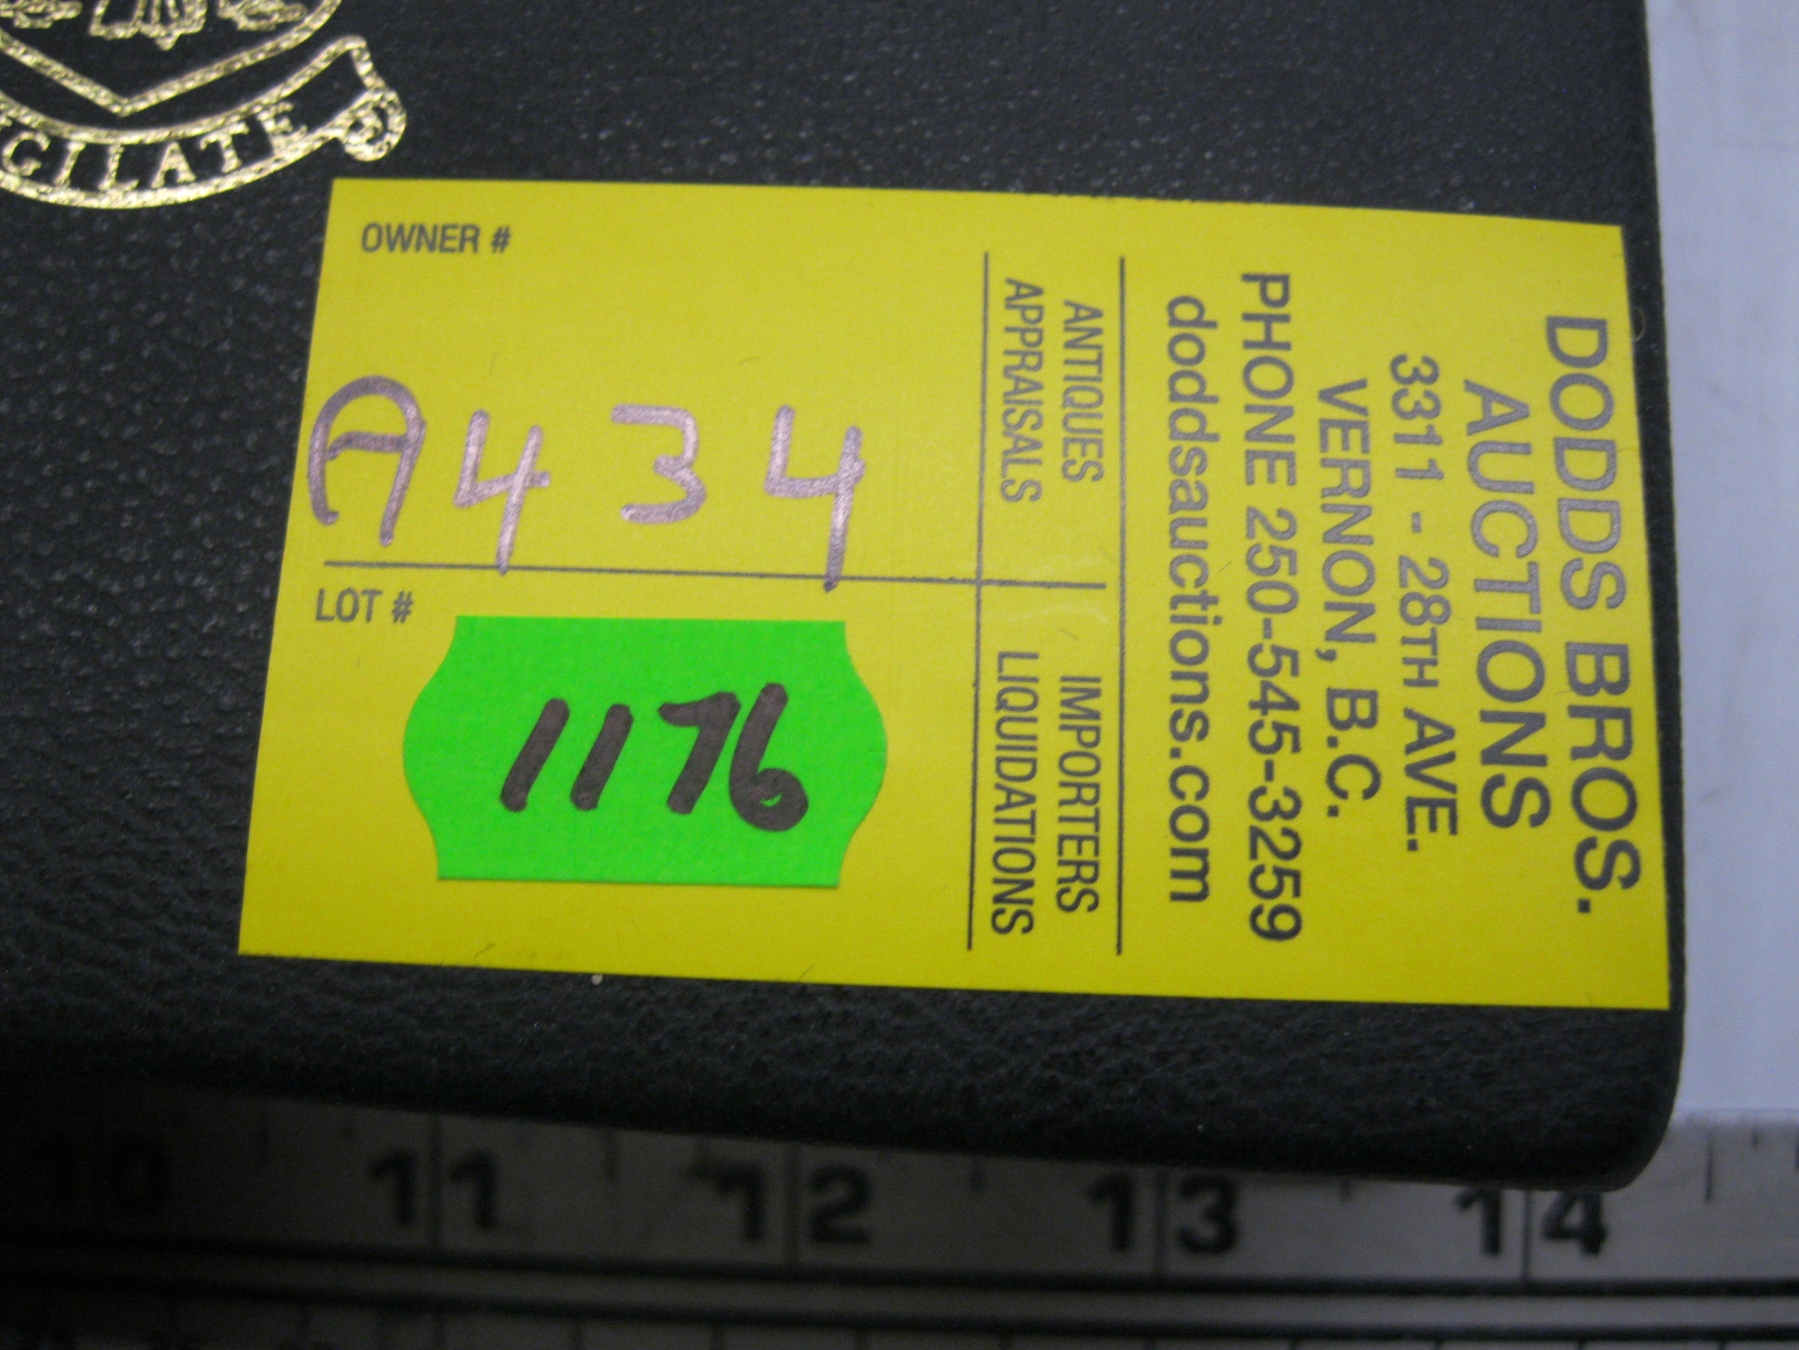 GILATE
DODDS BROS.
AUCTIONS
3311 - 28TH AVE.
VERNON, B.C.
PHONE 250-545-3259
doddsauctions.com
ANTIQUES IMPORTERS
APPRAISALS LIQUIDATIONS
OWNER #
A434
LOT #
1176
10 11 12 13 14